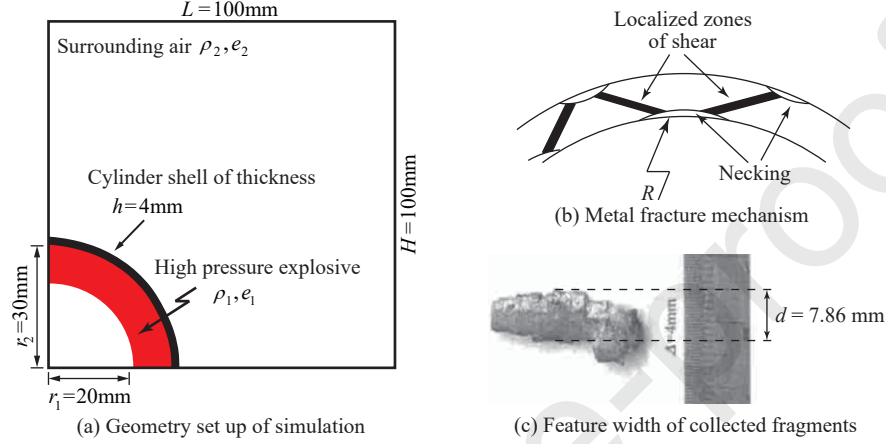 L = 100mm
Surrounding air ρ₂, e₂
Cylinder shell of thickness
h = 4mm
High pressure explosive
ρ₁, e₁
H = 100mm
r₂ = 30mm
r₁ = 20mm
(a) Geometry set up of simulation
Localized zones
of shear
R
Necking
(b) Metal fracture mechanism
Δ=4mm
d = 7.86 mm
(c) Feature width of collected fragments